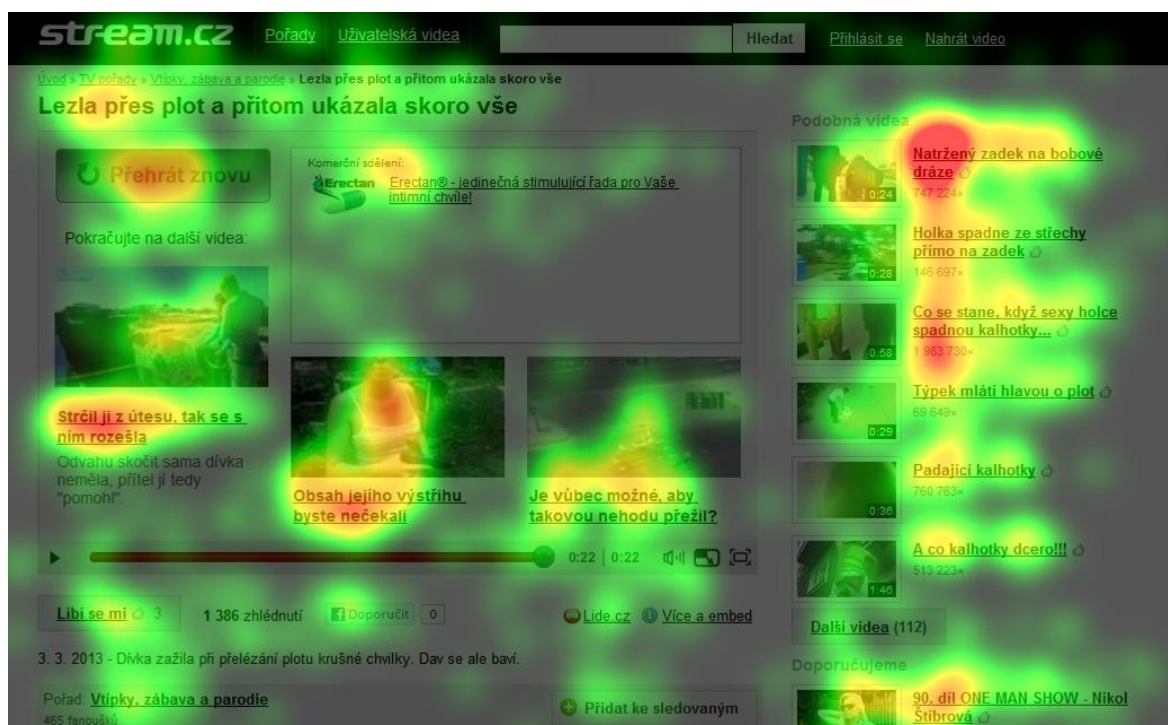 stream.cz
Pořady
Uživatelská videa
Hledat
Přihlásit se
Nahrát video
Úvod » TV pořady » Vtipky, zábava a parodie » Lezla přes plot a přitom ukázala skoro vše
Lezla přes plot a přitom ukázala skoro vše
Přehrát znovu
Pokračujte na další videa:
Strčil ji z útesu, tak se s
ním rozešla
Odvahu skočit sama dívka
neměla, přítel jí tedy
"pomohl".
Komerční sdělení:
Erectan
Erectan® - jedinečná stimulující řada pro Vaše
intimní chvíle!
Obsah jejího výstřihu
byste nečekali
Je vůbec možné, aby
takovou nehodu přežil?
0:22 | 0:22
Líbí se mi 3
1 386 zhlédnutí
Doporučit 0
Lide.cz
Více a embed
3. 3. 2013 - Dívka zažila při přelézání plotu krušné chvilky. Dav se ale baví.
Pořad: Vtipky, zábava a parodie
465 fanoušků
Přidat ke sledovaným
Podobná videa
0:24
Natržený zadek na bobové
dráze
747 224×
0:28
Holka spadne ze střechy
přímo na zadek
146 697×
0:58
Co se stane, když sexy holce
spadnou kalhotky...
1 983 730×
0:29
Týpek mlátí hlavou o plot
69 649×
0:36
Padající kalhotky
760 763×
1:46
A co kalhotky dcero!!!
513 223×
Další videa (112)
Doporučujeme
90. díl ONE MAN SHOW - Nikol
Štíbrová